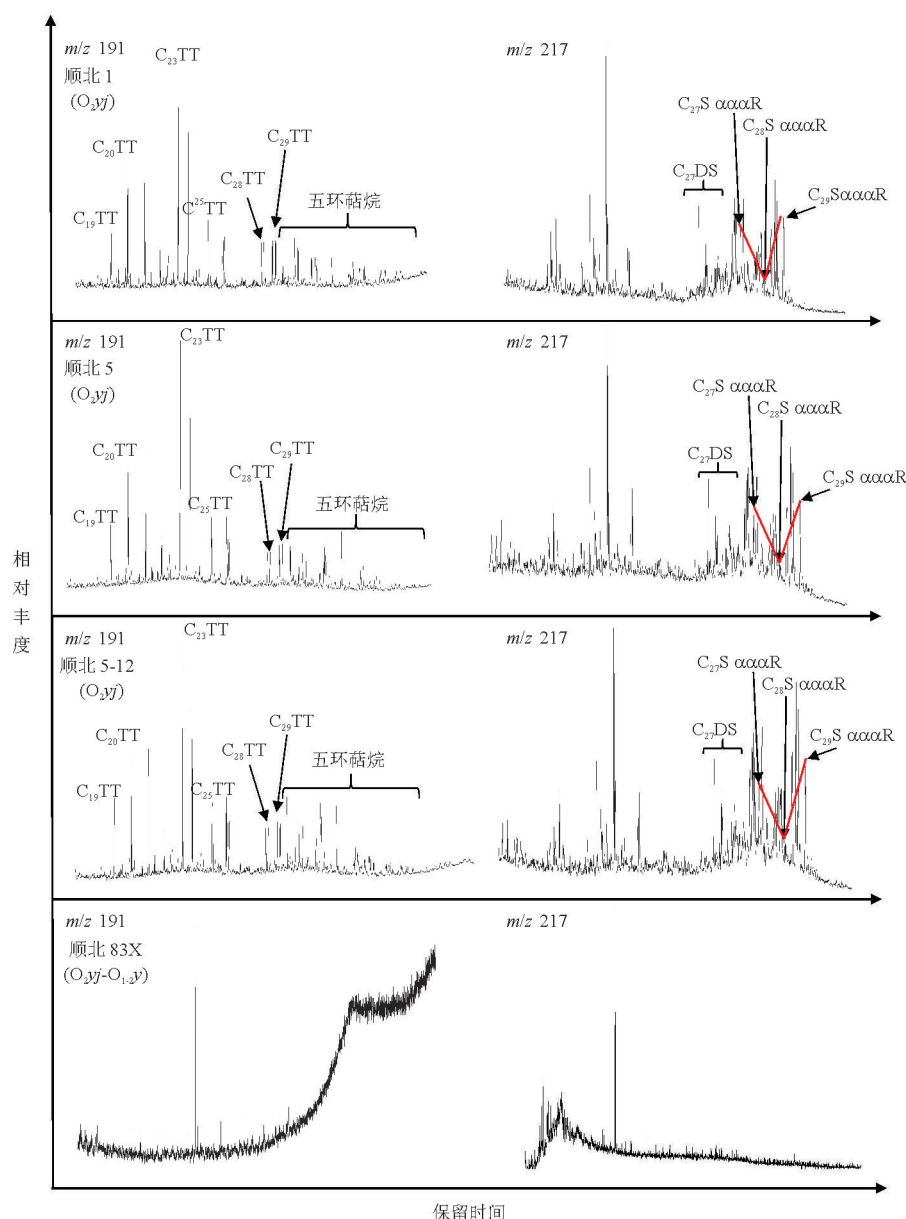 m/z 191
顺北 1
(O₂yj)
C₁₉TT
C₂₀TT
C₂₃TT
C²⁵TT
C₂₈TT
C₂₉TT
五环萜烷
m/z 217
C₂₇DS
C₂₇S αααR
C₂₈S αααR
C₂₉SαααR
m/z 191
顺北 5
(O₂yj)
C₁₉TT
C₂₀TT
C₂₃TT
C₂₅TT
C₂₈TT
C₂₉TT
五环萜烷
m/z 217
C₂₇DS
C₂₇S αααR
C₂₈S αααR
C₂₉S αααR
m/z 191
顺北 5-12
(O₂yj)
C₁₉TT
C₂₀TT
C₂₃TT
C₂₅TT
C₂₈TT
C₂₉TT
五环萜烷
m/z 217
C₂₇DS
C₂₇S αααR
C₂₈S αααR
C₂₉S αααR
m/z 191
顺北 83X
(O₂yj-O₁₋₂y)
m/z 217
相对丰度
保留时间